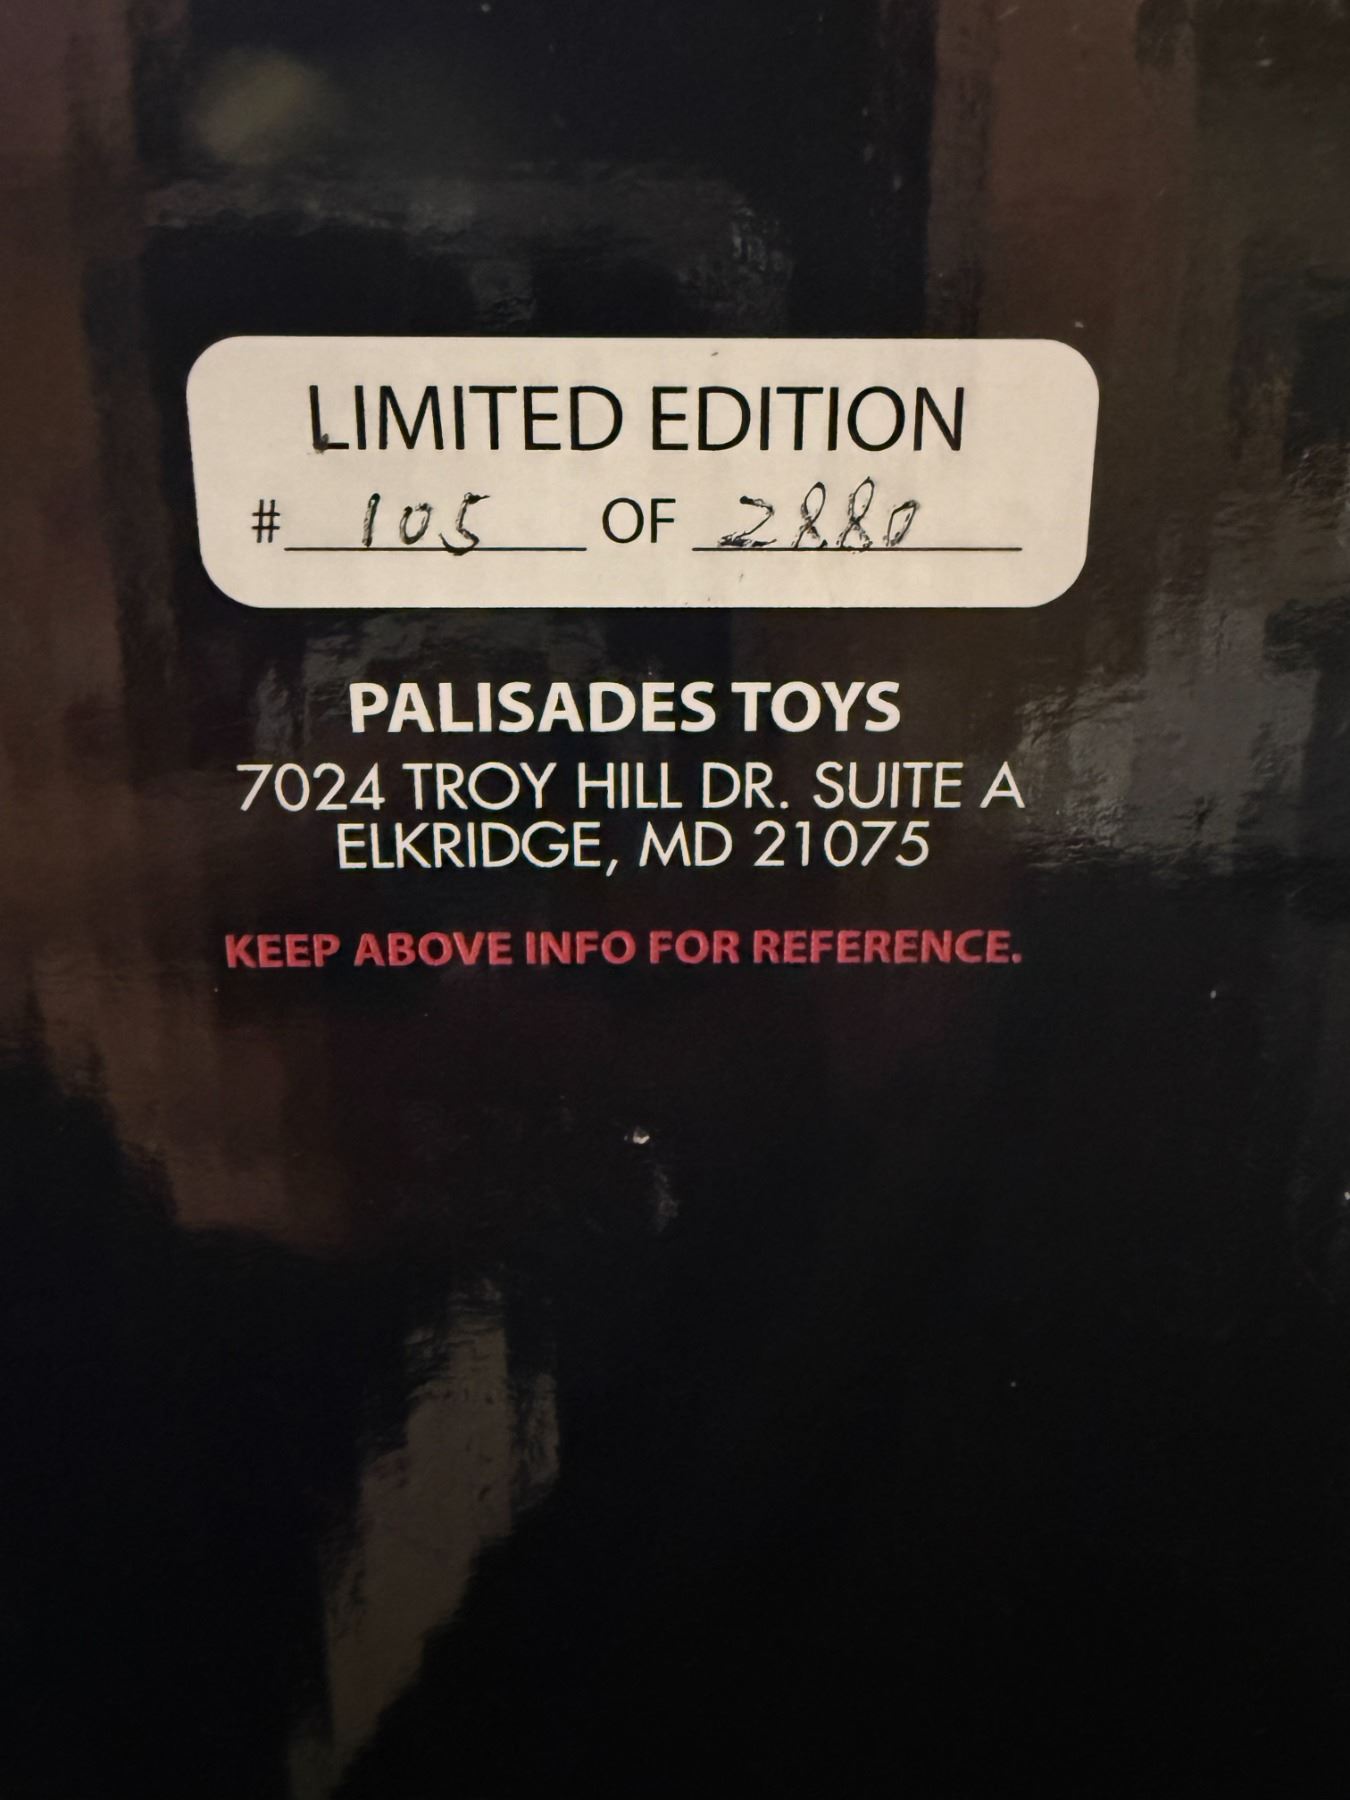 LIMITED EDITION
# 105 OF 2880
PALISADES TOYS
7024 TROY HILL DR. SUITE A
ELKRIDGE, MD 21075
KEEP ABOVE INFO FOR REFERENCE.